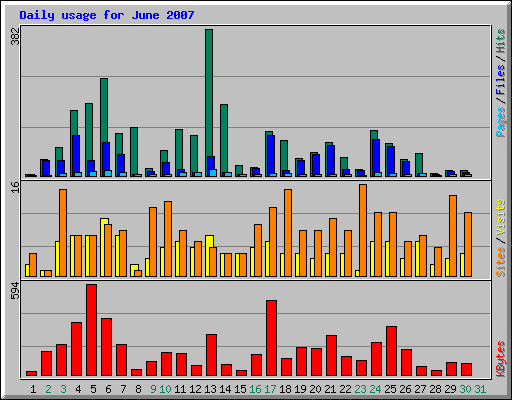 Daily usage for June 2007
382
Pages / Files / Hits
16
Sites / Visits
594
KBytes
1 2 3 4 5 6 7 8 9 10 11 12 13 14 15 16 17 18 19 20 21 22 23 24 25 26 27 28 29 30 31